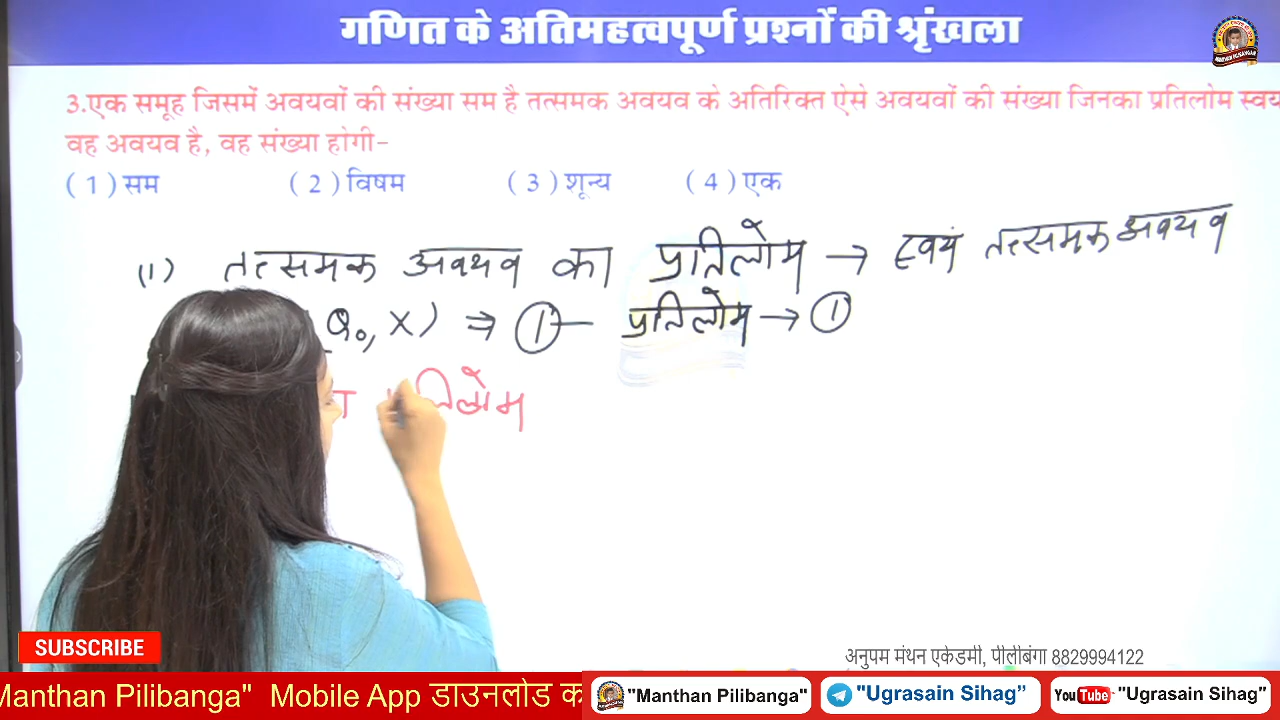 गणित के अतिमहत्वपूर्ण प्रश्नों की श्रृंखला
3.एक समूह जिसमें अवयवों की संख्या सम है तत्समक अवयव के अतिरिक्त ऐसे अवयवों की संख्या जिनका प्रतिलोम स्वय
वह अवयव है, वह संख्या होगी-
(1) सम (2) विषम (3) शून्य (4) एक
(1) तत्समक अवयव का प्रतिलोम → स्वयं तत्समक अवयव
Q₀, ×) ⇒ 1 — प्रतिलोम → 1
तिलोम
SUBSCRIBE
अनुपम मंथन एकेडमी, पीलीबंगा 8829994122
Manthan Pilibanga" Mobile App डाउनलोड क "Manthan Pilibanga" "Ugrasain Sihag" YouTube "Ugrasain Sihag"